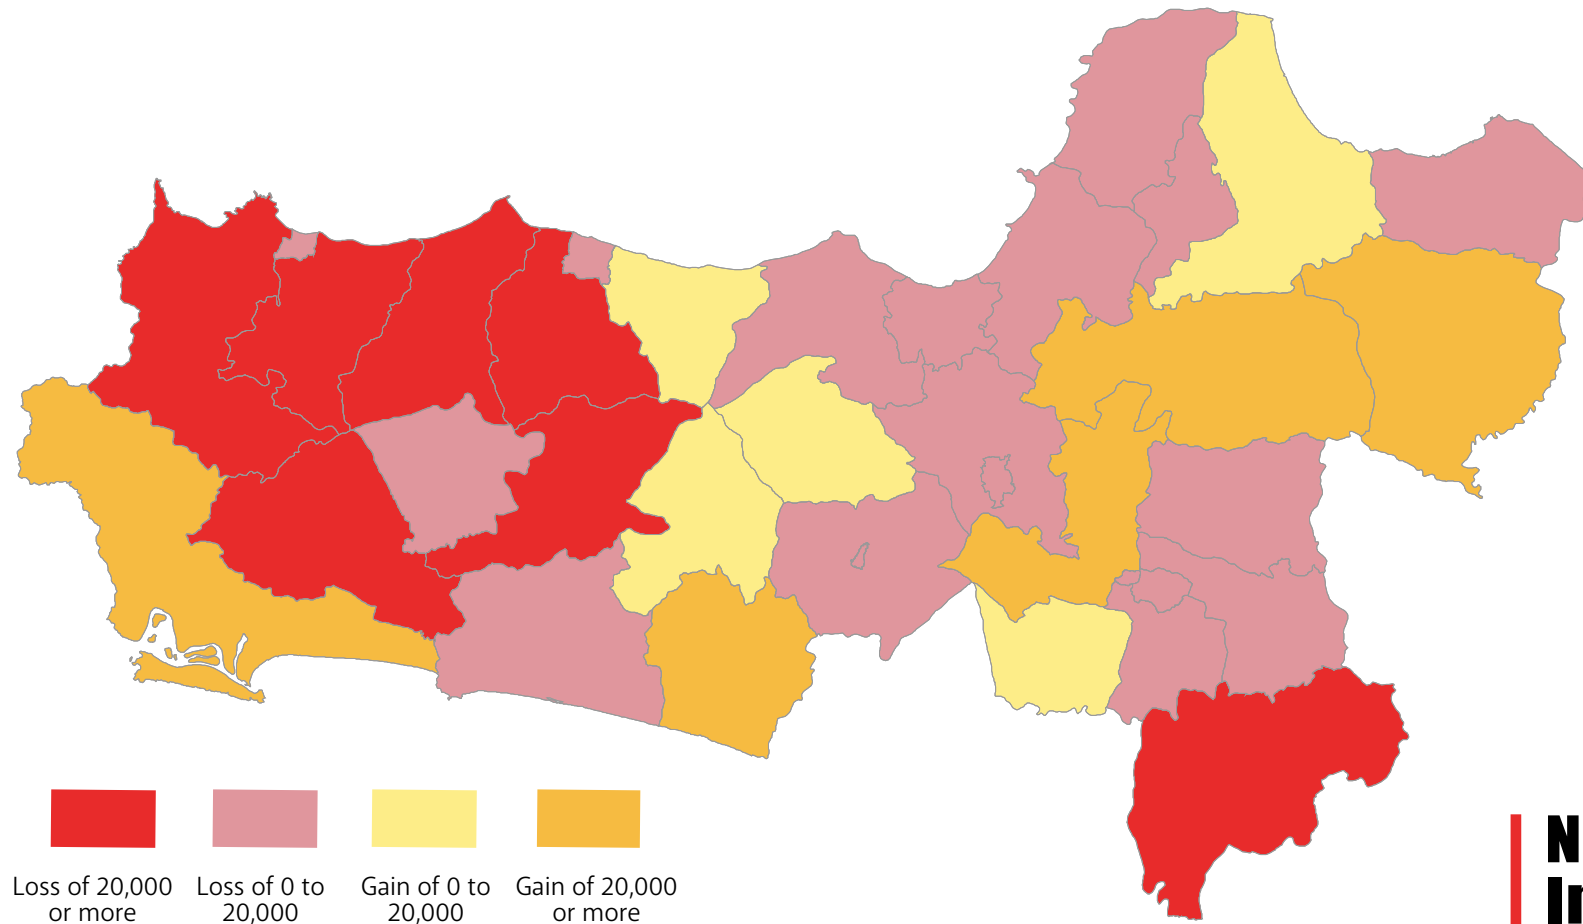 Loss of 20,000
or more
Loss of 0 to
20,000
Gain of 0 to
20,000
Gain of 20,000
or more